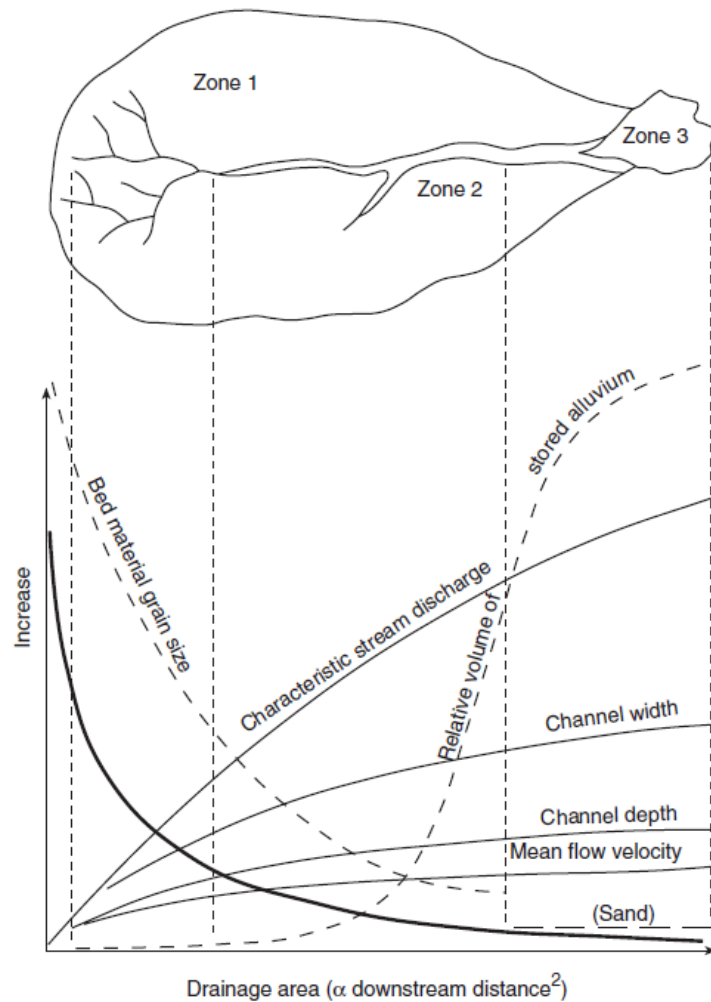 Zone 1
Zone 3
Zone 2
stored alluvium
Bed material grain size
Characteristic stream discharge
Relative volume of
Increase
Channel width
Channel depth
Mean flow velocity
(Sand)
Drainage area (α downstream distance²)